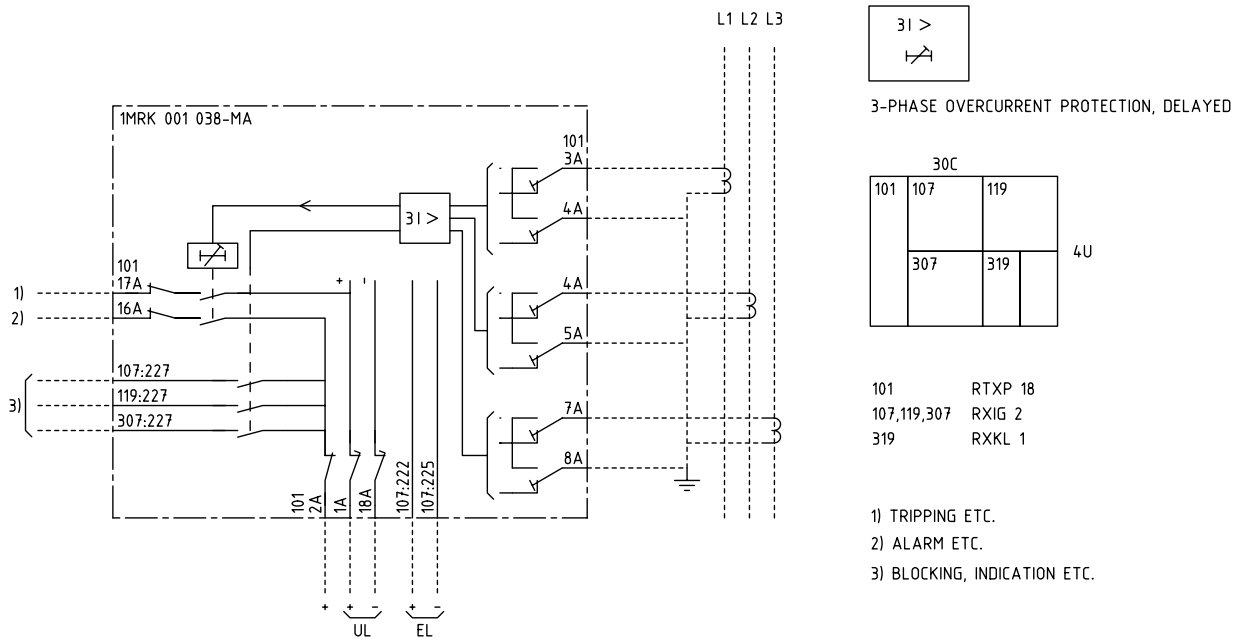 L1 L2 L3
3I >
3-PHASE OVERCURRENT PROTECTION, DELAYED
1MRK 001 038-MA
101
3A
4A
3I >
101
17A
16A
1)
2)
+ -
4A
5A
107:227
119:227
307:227
3)
7A
8A
101
2A
1A
18A
107:222
107:225
+ + - + -
UL EL
30C
101 107 119
307 319
4U
101 RTXP 18
107,119,307 RXIG 2
319 RXKL 1
1) TRIPPING ETC.
2) ALARM ETC.
3) BLOCKING, INDICATION ETC.